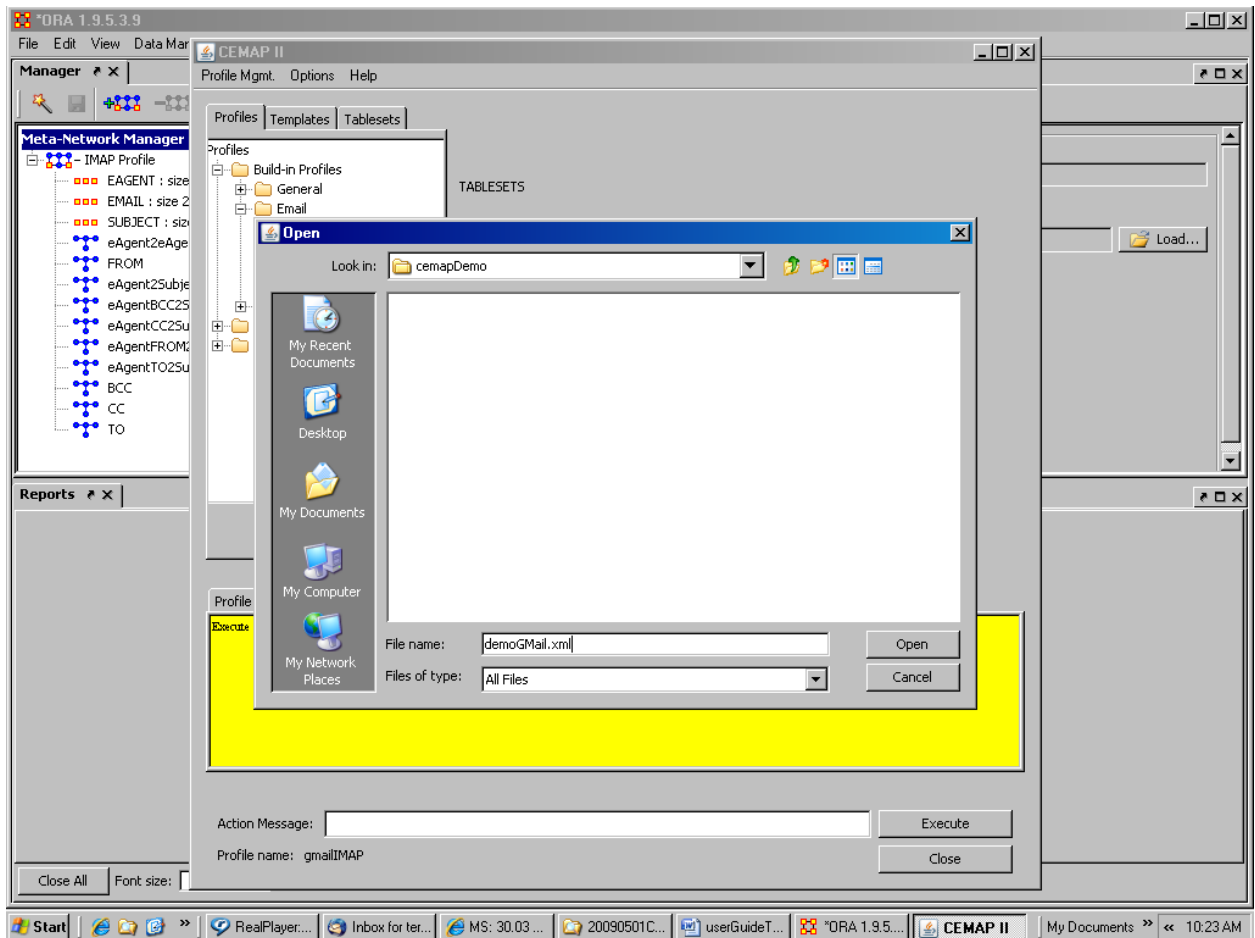 *ORA 1.9.5.3.9
File Edit View Data Mar
CEMAP II
Manager
Profile Mgmt. Options Help
Profiles Templates Tablesets
Meta-Network Manager
IMAP Profile
EAGENT : size
EMAIL : size 2
SUBJECT : size
eAgent2eAge
FROM
eAgent2Subje
eAgentBCC2S
eAgentCC2Su
eAgentFROM2
eAgentTO2Su
BCC
CC
TO
Profiles
Build-in Profiles
General
Email
TABLESETS
Load...
Open
Look in: cemapDemo
My Recent
Documents
Desktop
My Documents
My Computer
My Network
Places
File name: demoGMail.xml Open
Files of type: All Files Cancel
Reports
Profile
Execute
Action Message: Execute
Profile name: gmailIMAP Close
Close All Font size:
Start » RealPlayer:... Inbox for ter... MS: 30.03 ... 20090501C... userGuideT... *ORA 1.9.5.... CEMAP II My Documents » « 10:23 AM